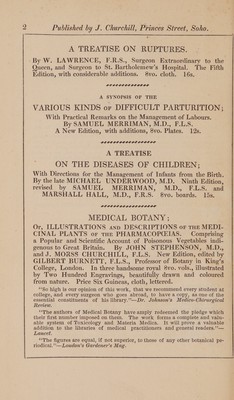 2 Published by J. Churchill, Princes Street, Soho.
A TREATISE ON RUPTURES.
By W. LAWRENCE, F.R.S., Surgeon Extraordinary to the
Queen, and Surgeon to St. Bartholomew's Hospital. The Fifth
Edition, with considerable additions. 8vo. cloth. 16s.
A SYNOPSIS OF THE
VARIOUS KINDS OF DIFFICULT PARTURITION;
With Practical Remarks on the Management of Labours.
By SAMUEL MERRIMAN, M.D., F.L.S.
A New Edition, with additions, 8vo. Plates. 12s.
A TREATISE
ON THE DISEASES OF CHILDREN;
With Directions for the Management of Infants from the Birth.
By the late MICHAEL UNDERWOOD, M.D. Ninth Edition,
revised by SAMUEL MERRIMAN, M.D., F.L.S. and
MARSHALL HALL, M.D., F.R.S. 8vo. boards. 15s.
MEDICAL BOTANY;
Or, ILLUSTRATIONS AND DESCRIPTIONS OF THE MEDI-
CINAL PLANTS OF THE PHARMACOPŒIAS. Comprising
a Popular and Scientific Account of Poisonous Vegetables indi-
genous to Great Britain. By JOHN STEPHENSON, M.D.,
and J. MORSS CHURCHILL, F.L.S. New Edition, edited by
GILBERT BURNETT, F.L.S., Professor of Botany in King's
College, London. In three handsome royal 8vo. vols., illustrated
by Two Hundred Engravings, beautifully drawn and coloured
from nature. Price Six Guineas, cloth, lettered.
"So high is our opinion of this work, that we recommend every student at
college, and every surgeon who goes abroad, to have a copy, as one of the
essential constituents of his library."—Dr. Johnson's Medico-Chirurgical
Review.
"The authors of Medical Botany have amply redeemed the pledge which
their first number imposed on them. The work forms a complete and valu-
able system of Toxicology and Materia Medica. It will prove a valuable
addition to the libraries of medical practitioners and general readers."—
Lancet.
"The figures are equal, if not superior, to those of any other botanical pe-
riodical."—Loudon's Gardener's Mag.